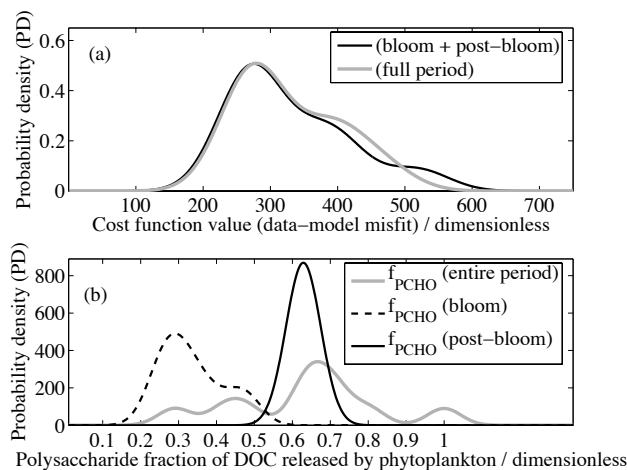 (a)
(bloom + post−bloom)
(full period)
Probability density (PD)
0.6
0.4
0.2
0
100 200 300 400 500 600 700
Cost function value (data−model misfit) / dimensionless
(b)
f_PCHO (entire period)
f_PCHO (bloom)
f_PCHO (post−bloom)
Probability density (PD)
800
600
400
200
0
0.1 0.2 0.3 0.4 0.5 0.6 0.7 0.8 0.9 1
Polysaccharide fraction of DOC released by phytoplankton / dimensionless